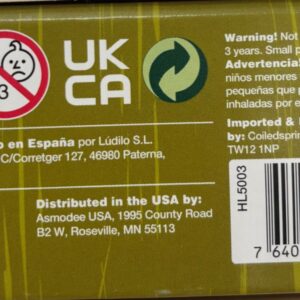 3
UK
CA
Warning!
3 years. Small p
Advertencia!
niños menores
pequeñas que p
inhaladas por e
en España por Lúdilo S.L.
C/Corretger 127, 46980 Paterna,
Imported &
by: Coiledsprin
TW12 1NP
Distributed in the USA by:
Asmodee USA, 1995 County Road
B2 W, Roseville, MN 55113
HL5003
7 640